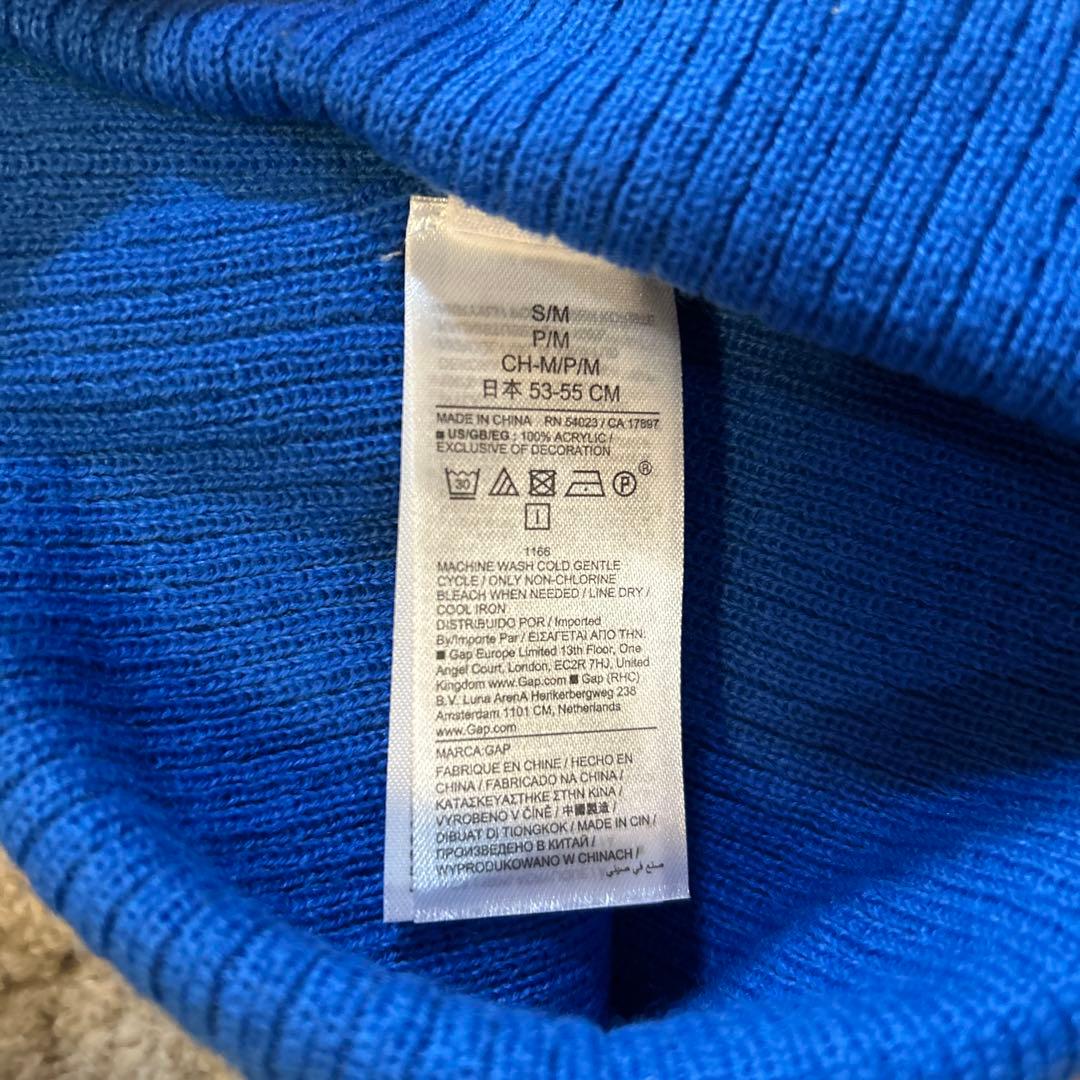 S/M
P/M
CH-M/P/M
日本 53-55 CM
MADE IN CHINA RN 54023 / CA 17897
■ US/GB/EG : 100% ACRYLIC /
EXCLUSIVE OF DECORATION
30 P ®
1166
MACHINE WASH COLD GENTLE
CYCLE / ONLY NON-CHLORINE
BLEACH WHEN NEEDED / LINE DRY /
COOL IRON
DISTRIBUIDO POR / Imported
By/Importe Par / ΕΙΣΑΓΕΤΑΙ ΑΠΟ ΤΗΝ:
■ Gap Europe Limited 13th Floor, One
Angel Court, London, EC2R 7HJ, United
Kingdom www.Gap.com ■ Gap (RHC)
B.V. Luna ArenA Herikerbergweg 238
Amsterdam 1101 CM, Netherlands
www.Gap.com
MARCA:GAP
FABRIQUE EN CHINE / HECHO EN
CHINA / FABRICADO NA CHINA /
ΚΑΤΑΣΚΕΥΑΣΤΗΚΕ ΣΤΗΝ ΚΙΝΑ /
VYROBENO V ČÍNĚ / 中國製造 /
DIBUAT DI TIONGKOK / MADE IN CIN /
ПРОИЗВЕДЕНО В КИТАЙ /
WYPRODUKOWANO W CHINACH /
صنع في صيني